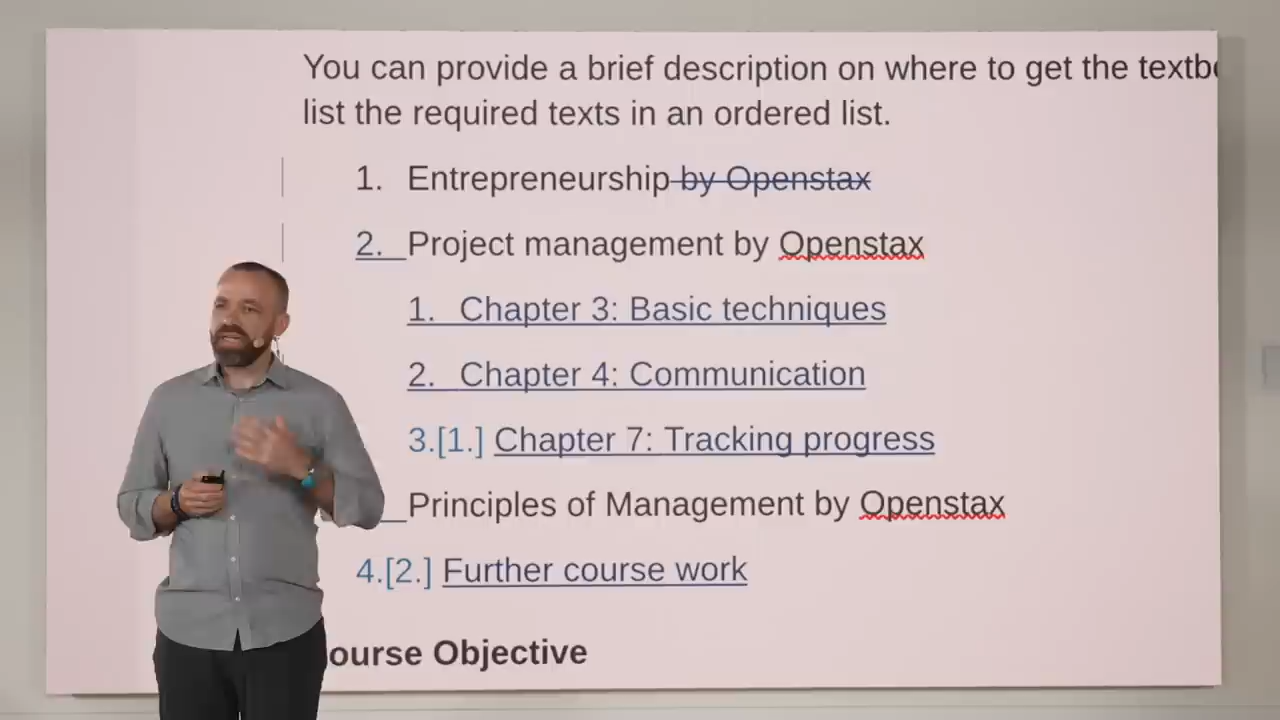 You can provide a brief description on where to get the
list the required texts in an ordered list.
1. Entrepreneurship by Openstax
2. Project management by Openstax
1. Chapter 3: Basic techniques
2. Chapter 4: Communication
3.[1.] Chapter 7: Tracking progress
Principles of Management by Openstax
4.[2.] Further course work
Objective